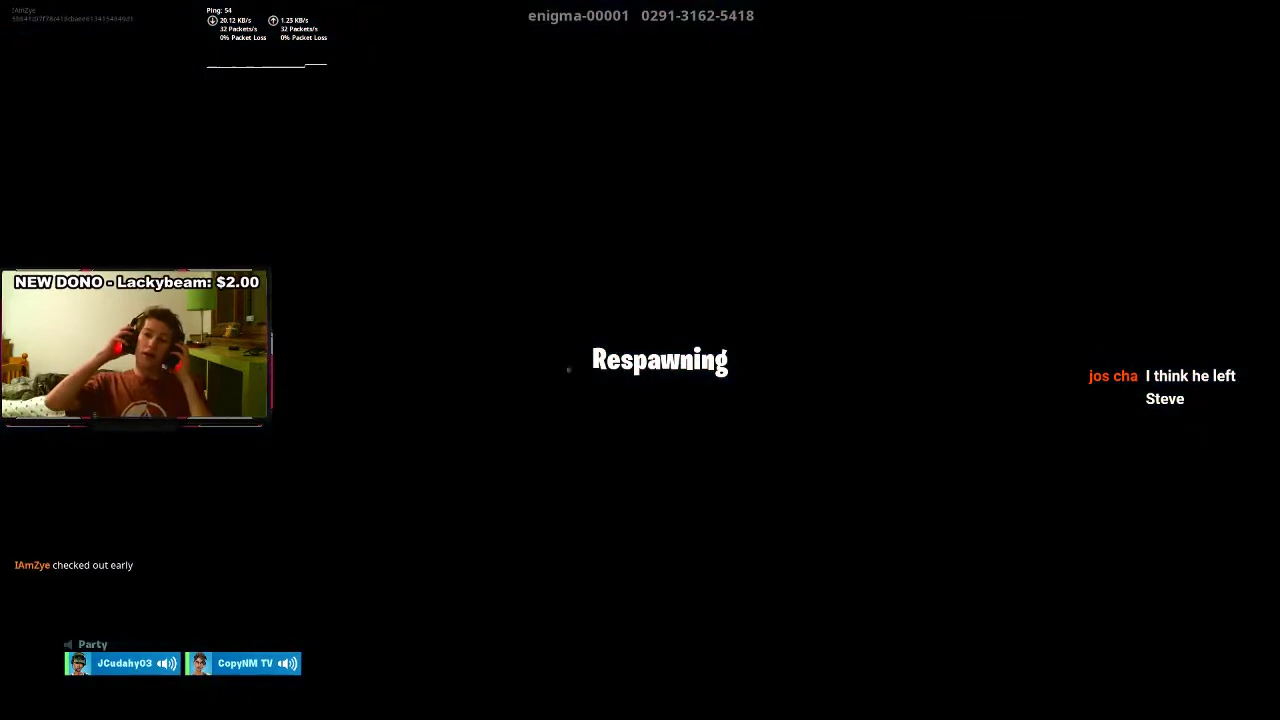 IAmZye
Ping: 54
20.12 KB/s 1.23 KB/s
32 Packets/s 32 Packets/s
0% Packet Loss 0% Packet Loss
enigma-00001 0291-3162-5418
NEW DONO - Lackybeam: $2.00
Respawning
jos cha I think he left
Steve
IAmZye checked out early
Party
JCudahy03 CopyNM TV